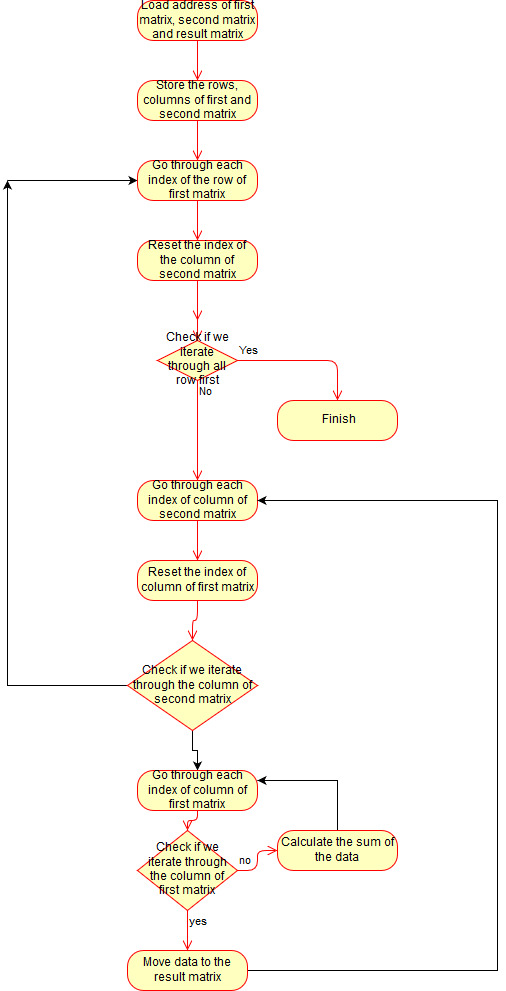 Load address of first
matrix, second matrix
and result matrix
Store the rows,
columns of first and
second matrix
Go through each
index of the row of
first matrix
Reset the index of
the column of
second matrix
Check if we
iterate
through all
row first
Yes
No
Finish
Go through each
index of column of
second matrix
Reset the index of
column of first matrix
Check if we iterate
through the column of
second matrix
Go through each
index of column of
first matrix
Check if we
iterate through
the column of
first matrix
no
Calculate the sum of
the data
yes
Move data to the
result matrix